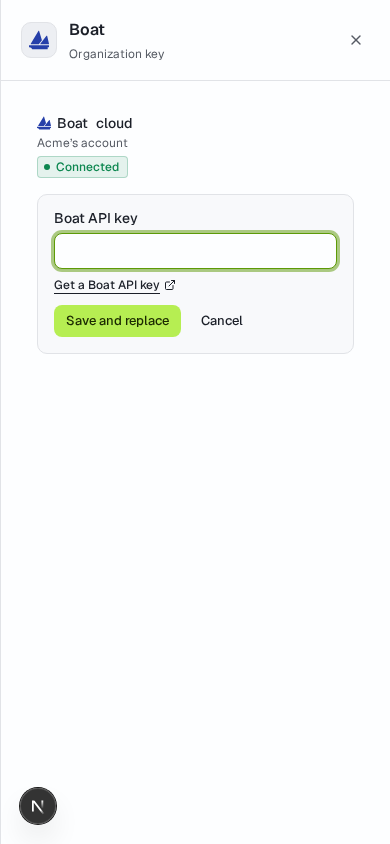 Boat
Organization key
Boat cloud
Acme's account
Connected
Boat API key
Get a Boat API key
Save and replace
Cancel
N